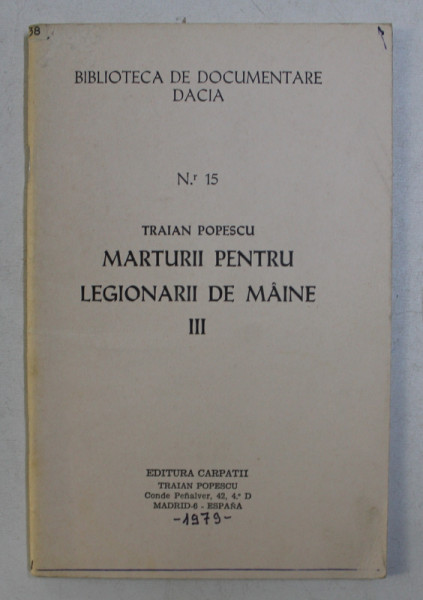 38
BIBLIOTECA DE DOCUMENTARE
DACIA
N.r 15
TRAIAN POPESCU
MARTURII PENTRU
LEGIONARII DE MÂINE
III
EDITURA CARPATII
TRAIAN POPESCU
Conde Peñalver, 42, 4.º D
MADRID-6 - ESPAÑA
-1979-